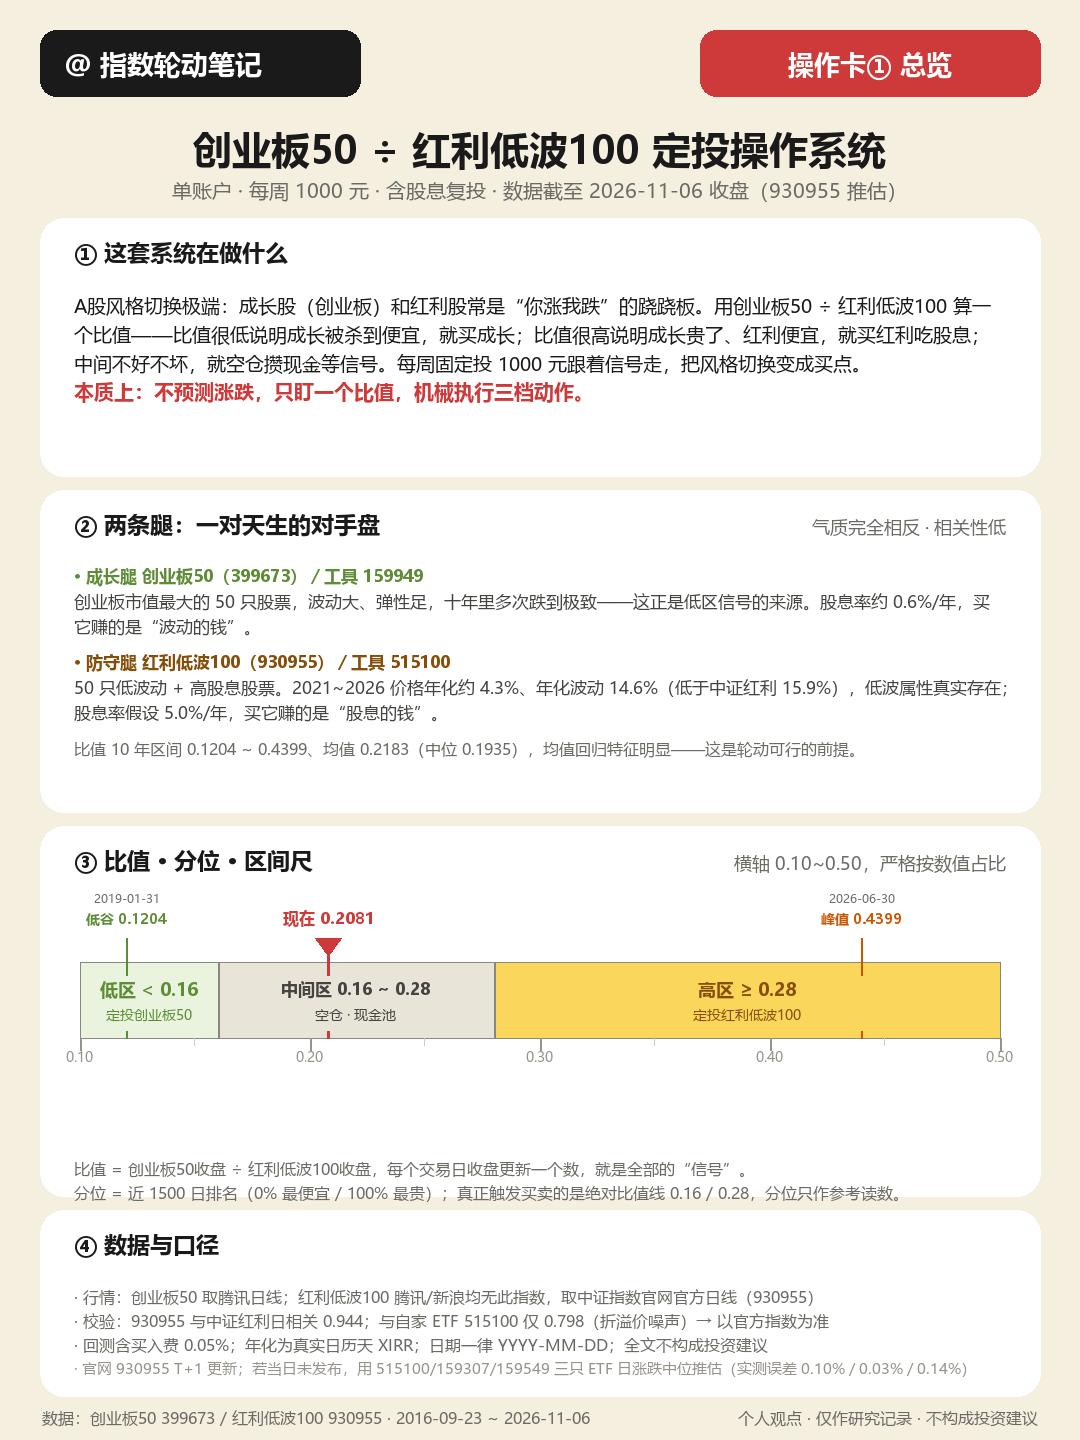 @ 指数轮动笔记
操作卡① 总览
创业板50 ÷ 红利低波100 定投操作系统
单账户 · 每周 1000 元 · 含股息复投 · 数据截至 2026-11-06 收盘（930955 推估）
① 这套系统在做什么
A股风格切换极端：成长股（创业板）和红利股常是“你涨我跌”的跷跷板。用创业板50 ÷ 红利低波100 算一
个比值——比值很低说明成长被杀到便宜，就买成长；比值很高说明成长贵了、红利便宜，就买红利吃股息；
中间不好不坏，就空仓攒现金等信号。每周固定投 1000 元跟着信号走，把风格切换变成买点。
本质上：不预测涨跌，只盯一个比值，机械执行三档动作。
② 两条腿：一对天生的对手盘
气质完全相反 · 相关性低
• 成长腿 创业板50（399673） / 工具 159949
创业板市值最大的 50 只股票，波动大、弹性足，十年里多次跌到极致——这正是低区信号的来源。股息率约 0.6%/年，买
它赚的是“波动的钱”。
• 防守腿 红利低波100（930955） / 工具 515100
50 只低波动 + 高股息股票。2021~2026 价格年化约 4.3%、年化波动 14.6%（低于中证红利 15.9%），低波属性真实存在；
股息率假设 5.0%/年，买它赚的是“股息的钱”。
比值 10 年区间 0.1204 ~ 0.4399、均值 0.2183（中位 0.1935），均值回归特征明显——这是轮动可行的前提。
③ 比值 • 分位 • 区间尺
横轴 0.10~0.50，严格按数值占比
2019-01-31
低谷 0.1204
现在 0.2081
2026-06-30
峰值 0.4399
低区 < 0.16
定投创业板50
中间区 0.16 ~ 0.28
空仓 · 现金池
高区 ≥ 0.28
定投红利低波100
0.10
0.20
0.30
0.40
0.50
比值 = 创业板50收盘 ÷ 红利低波100收盘，每个交易日收盘更新一个数，就是全部的“信号”。
分位 = 近 1500 日排名（0% 最便宜 / 100% 最贵）；真正触发买卖的是绝对比值线 0.16 / 0.28，分位只作参考读数。
④ 数据与口径
· 行情：创业板50 取腾讯日线；红利低波100 腾讯/新浪均无此指数，取中证指数官网官方日线（930955）
· 校验：930955 与中证红利日相关 0.944；与自家 ETF 515100 仅 0.798（折溢价噪声）→ 以官方指数为准
· 回测含买入费 0.05%；年化为真实日历天 XIRR；日期一律 YYYY-MM-DD；全文不构成投资建议
· 官网 930955 T+1 更新；若当日未发布，用 515100/159307/159549 三只 ETF 日涨跌中位推估（实测误差 0.10% / 0.03% / 0.14%）
数据：创业板50 399673 / 红利低波100 930955 · 2016-09-23 ~ 2026-11-06
个人观点 · 仅作研究记录 · 不构成投资建议